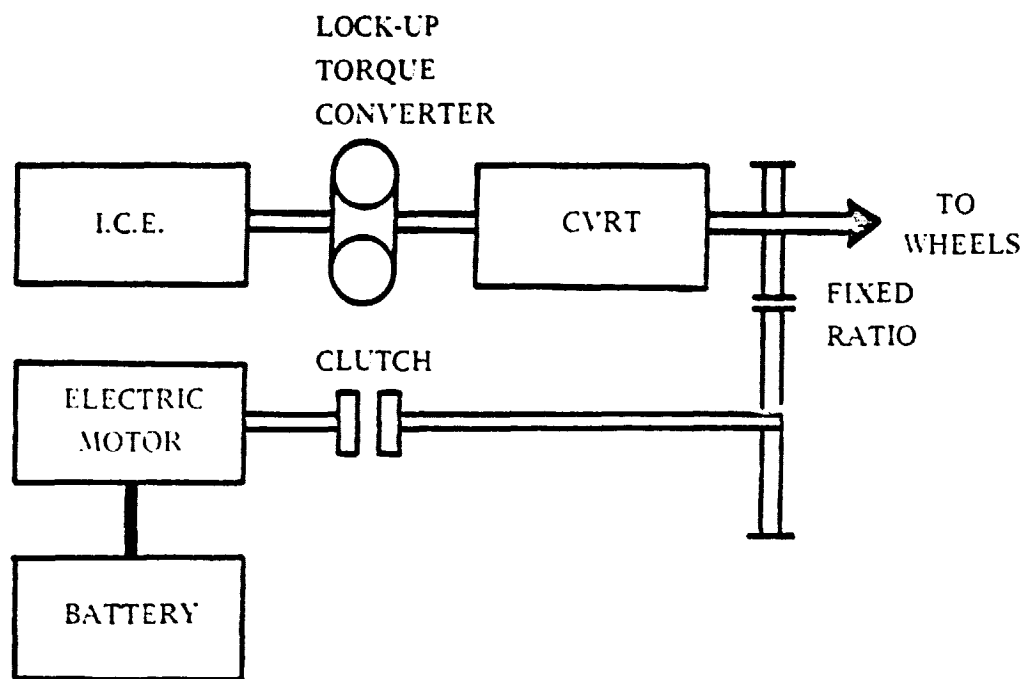 LOCK-UP
TORQUE
CONVERTER
I.C.E.
CVRT
TO
WHEELS
FIXED
RATIO
CLUTCH
ELECTRIC
MOTOR
BATTERY